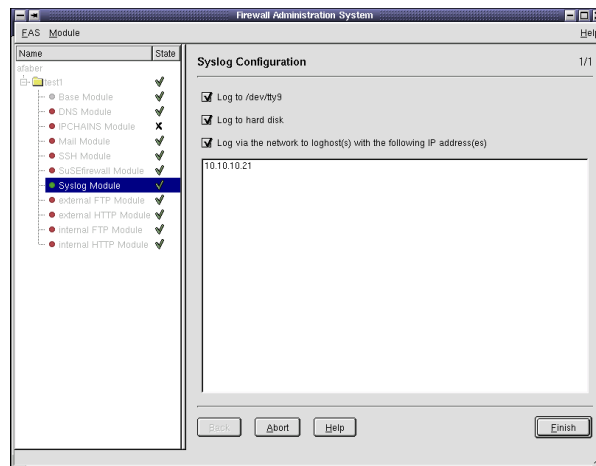 Firewall Administration System
FAS Module Help
Name State
afaber
test1
Base Module
DNS Module
IPCHAINS Module
Mail Module
SSH Module
SuSEfirewall Module
Syslog Module
external FTP Module
external HTTP Module
internal FTP Module
internal HTTP Module
Syslog Configuration 1/1
Log to /dev/tty9
Log to hard disk
Log via the network to loghost(s) with the following IP address(es)
10.10.10.21
Back Abort Help Finish